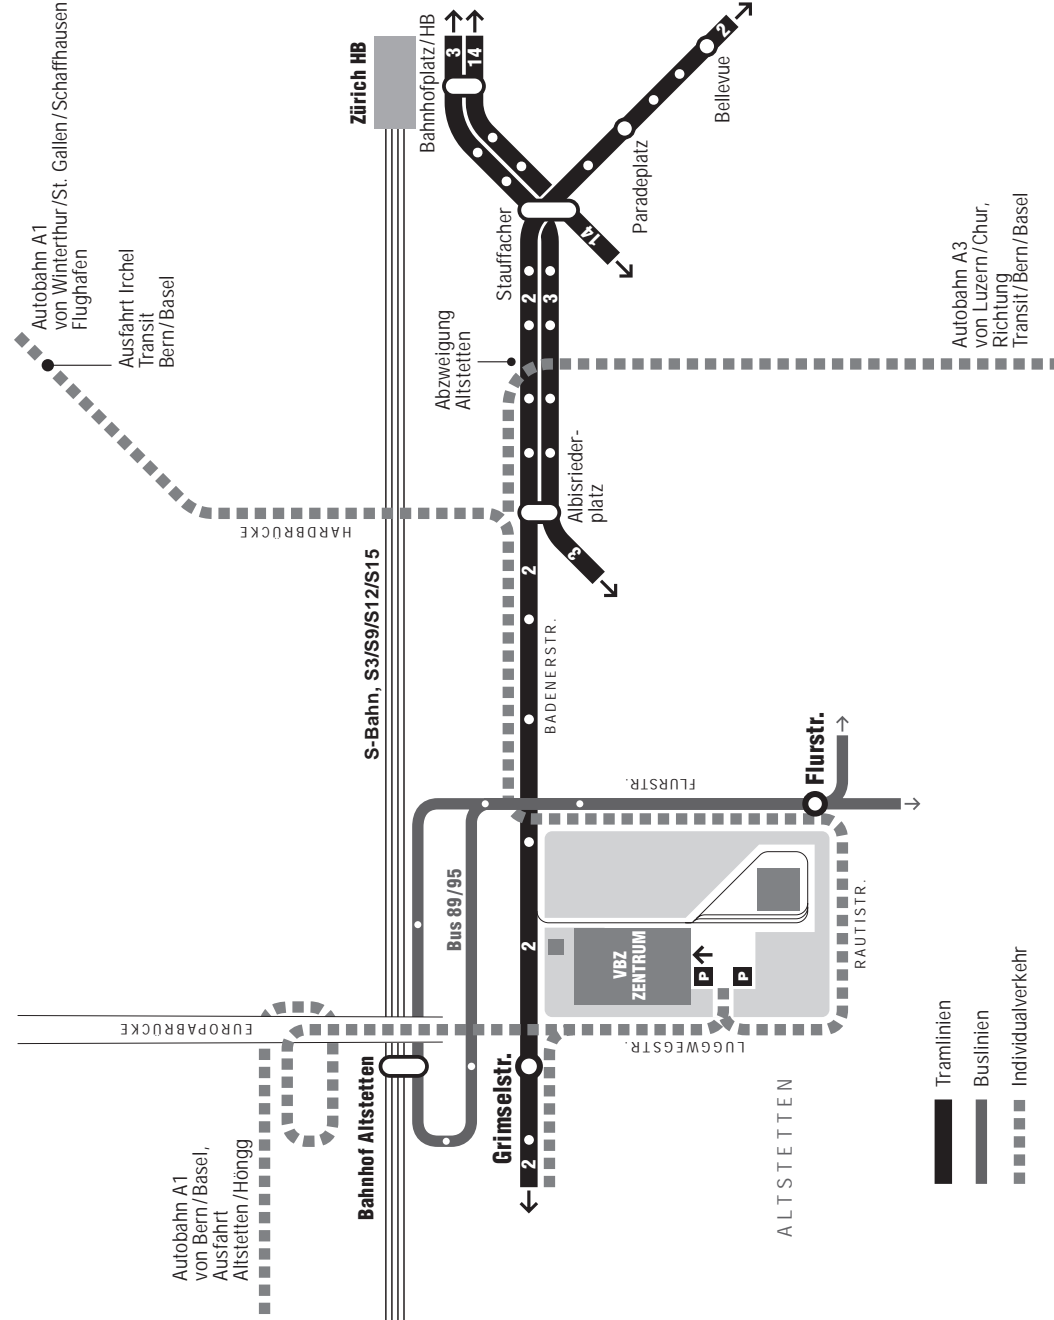 Autobahn A1
von Winterthur/St. Gallen/Schaffhausen
Flughafen
Ausfahrt Irchel
Transit
Bern/Basel
Zürich HB
Bahnhofplatz/HB
3
14
2
Bellevue
Paradeplatz
Stauffacher
14
2
3
Abzweigung
Altstetten
Autobahn A3
von Luzern/Chur,
Richtung
Transit/Bern/Basel
HARDBRÜCKE
Albisrieder-
platz
3
2
S-Bahn, S3/S9/S12/S15
BADENERSTR.
FLURSTR.
Flurstr.
Bus 89/95
2
VBZ
ZENTRUM
P
P
RAUTISTR.
EUROPABRÜCKE
LUGGWEGSTR.
Bahnhof Altstetten
Grimselstr.
2
Autobahn A1
von Bern/Basel,
Ausfahrt
Altstetten/Höngg
ALTSTETTEN
Tramlinien
Buslinien
Individualverkehr